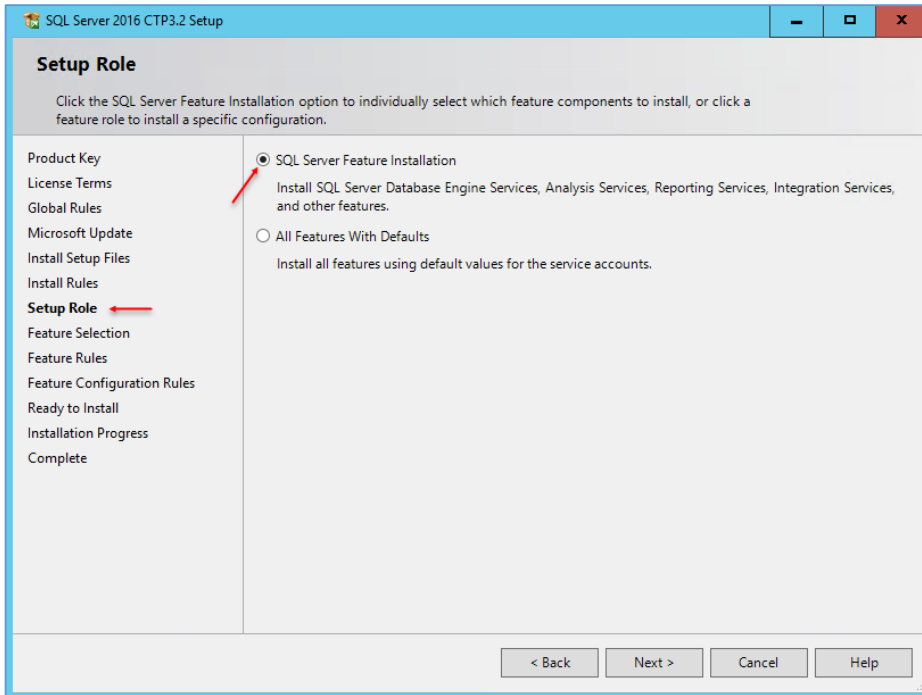 SQL Server 2016 CTP3.2 Setup
Setup Role
Click the SQL Server Feature Installation option to individually select which feature components to install, or click a
feature role to install a specific configuration.
Product Key
License Terms
Global Rules
Microsoft Update
Install Setup Files
Install Rules
Setup Role
Feature Selection
Feature Rules
Feature Configuration Rules
Ready to Install
Installation Progress
Complete
SQL Server Feature Installation
Install SQL Server Database Engine Services, Analysis Services, Reporting Services, Integration Services,
and other features.
All Features With Defaults
Install all features using default values for the service accounts.
< Back
Next >
Cancel
Help